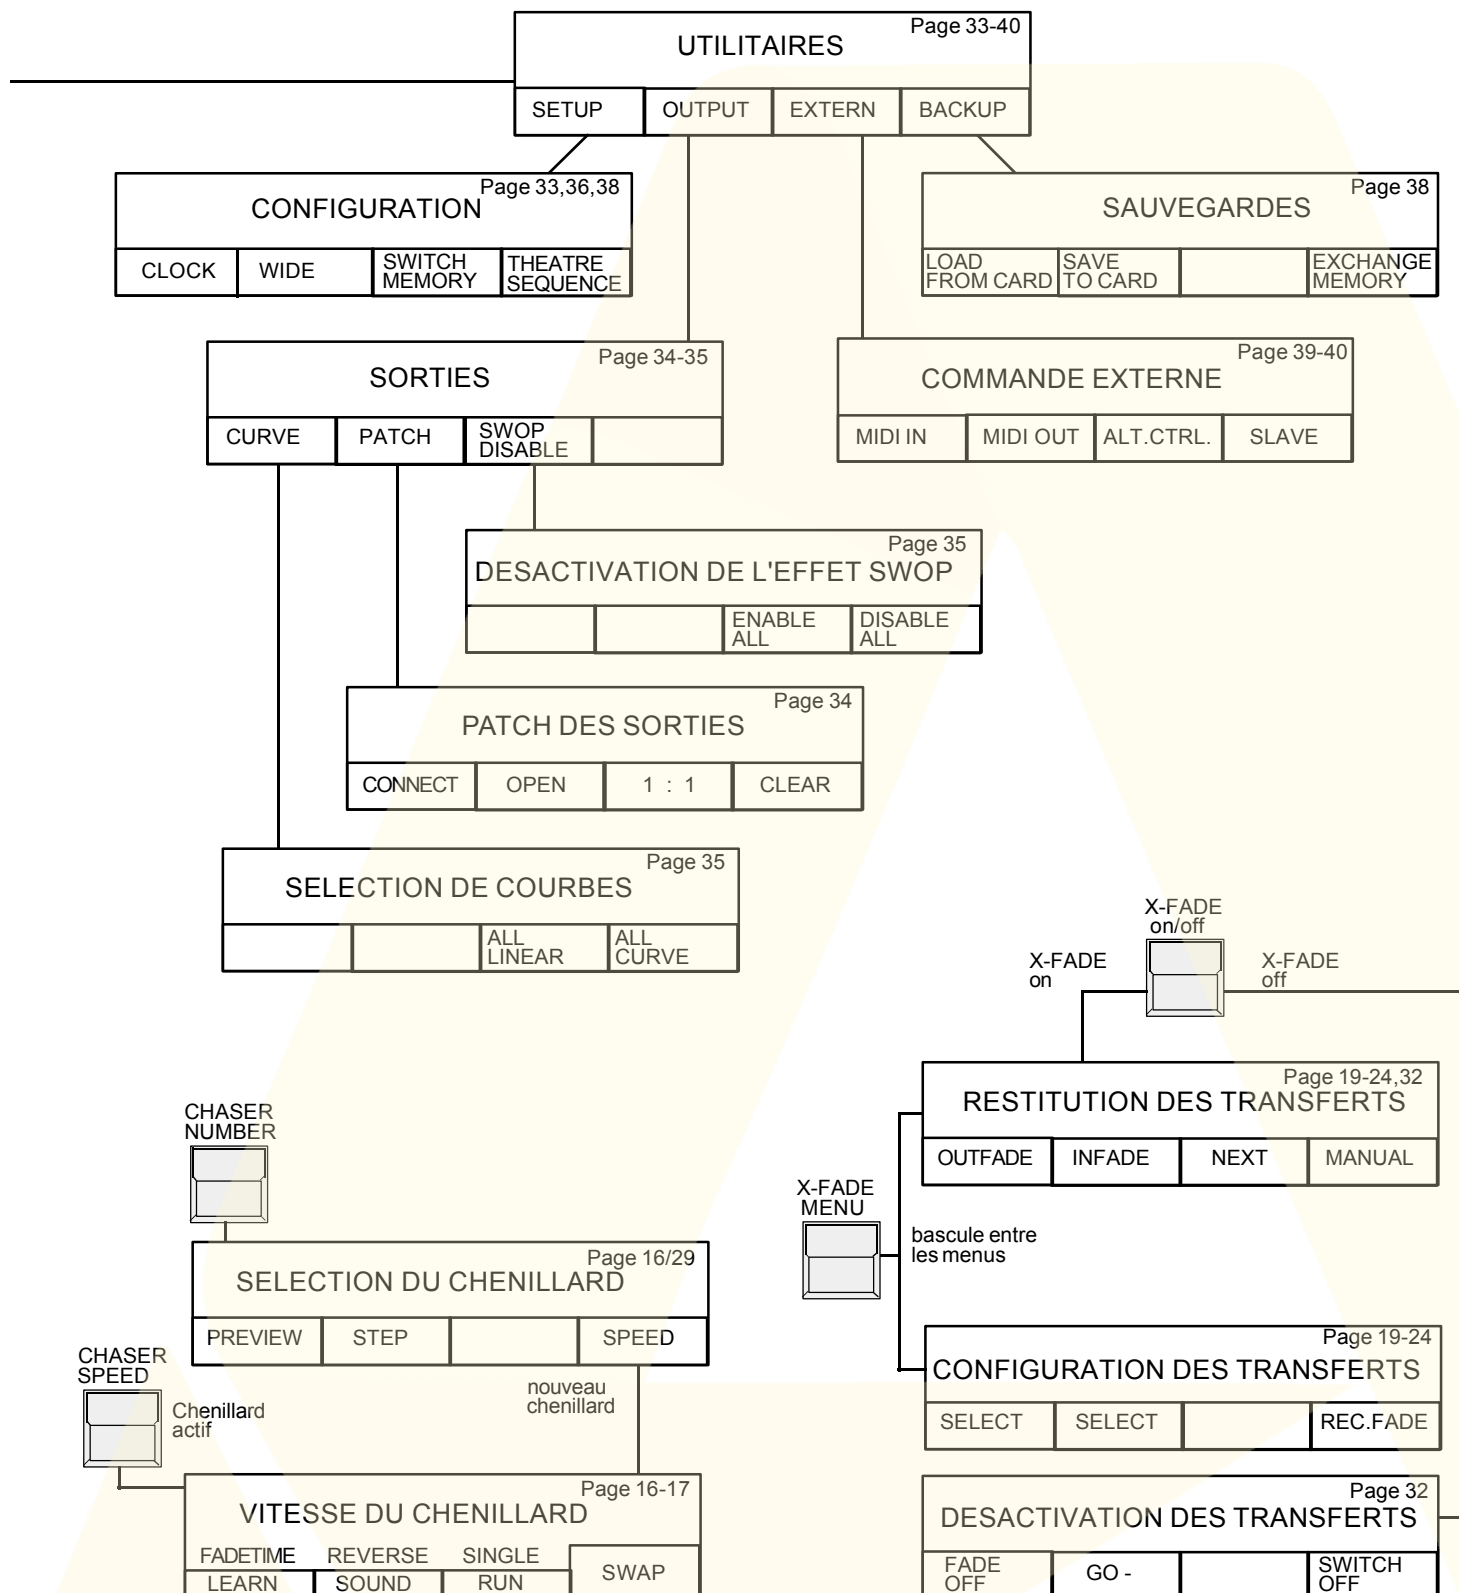 Page 33-40
UTILITAIRES
SETUP OUTPUT EXTERN BACKUP
Page 33,36,38
CONFIGURATION
CLOCK WIDE SWITCH MEMORY THEATRE SEQUENCE
Page 38
SAUVEGARDES
LOAD FROM CARD SAVE TO CARD EXCHANGE MEMORY
Page 34-35
SORTIES
CURVE PATCH SWOP DISABLE
Page 39-40
COMMANDE EXTERNE
MIDI IN MIDI OUT ALT.CTRL. SLAVE
Page 35
DESACTIVATION DE L'EFFET SWOP
ENABLE ALL DISABLE ALL
Page 34
PATCH DES SORTIES
CONNECT OPEN 1 : 1 CLEAR
Page 35
SELECTION DE COURBES
ALL LINEAR ALL CURVE
X-FADE
on/off
X-FADE
on
X-FADE
off
Page 19-24,32
RESTITUTION DES TRANSFERTS
OUTFADE INFADE NEXT MANUAL
X-FADE
MENU
bascule entre
les menus
Page 19-24
CONFIGURATION DES TRANSFERTS
SELECT SELECT REC.FADE
Page 32
DESACTIVATION DES TRANSFERTS
FADE OFF GO - SWITCH OFF
CHASER
NUMBER
Page 16/29
SELECTION DU CHENILLARD
PREVIEW STEP SPEED
CHASER
SPEED
Chenillard
actif
nouveau
chenillard
Page 16-17
VITESSE DU CHENILLARD
FADETIME REVERSE SINGLE
LEARN SOUND RUN SWAP